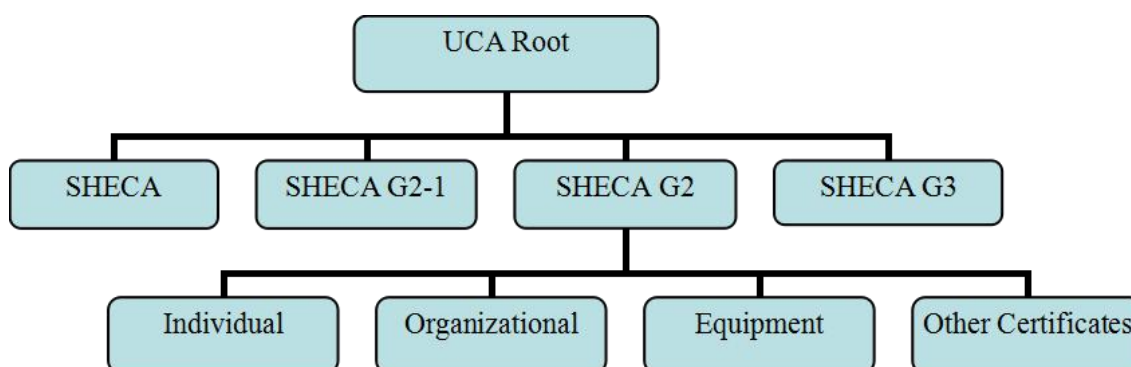 UCA Root
SHECA
SHECA G2-1
SHECA G2
SHECA G3
Individual
Organizational
Equipment
Other Certificates